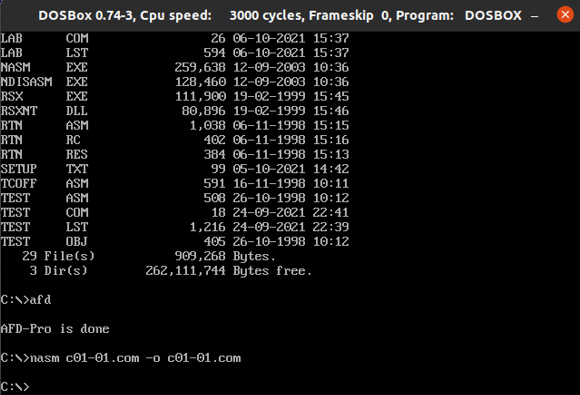 DOSBox 0.74-3, Cpu speed: 3000 cycles, Frameskip 0, Program: DOSBOX
LAB COM 26 06-10-2021 15:37
LAB LST 594 06-10-2021 15:37
NASM EXE 259,638 12-09-2003 10:36
NDISASM EXE 128,460 12-09-2003 10:36
RSX EXE 111,900 19-02-1999 15:45
RSXNT DLL 80,896 19-02-1999 15:46
RTN ASM 1,038 06-11-1998 15:15
RTN RC 402 06-11-1998 15:16
RTN RES 384 06-11-1998 15:13
SETUP TXT 99 05-10-2021 14:42
TCOFF ASM 591 16-11-1998 10:11
TEST ASM 508 26-10-1998 10:12
TEST COM 18 24-09-2021 22:41
TEST LST 1,216 24-09-2021 22:39
TEST OBJ 405 26-10-1998 10:12
29 File(s) 909,268 Bytes.
3 Dir(s) 262,111,744 Bytes free.
C:\>afd
AFD-Pro is done
C:\>nasm c01-01.com -o c01-01.com
C:\>